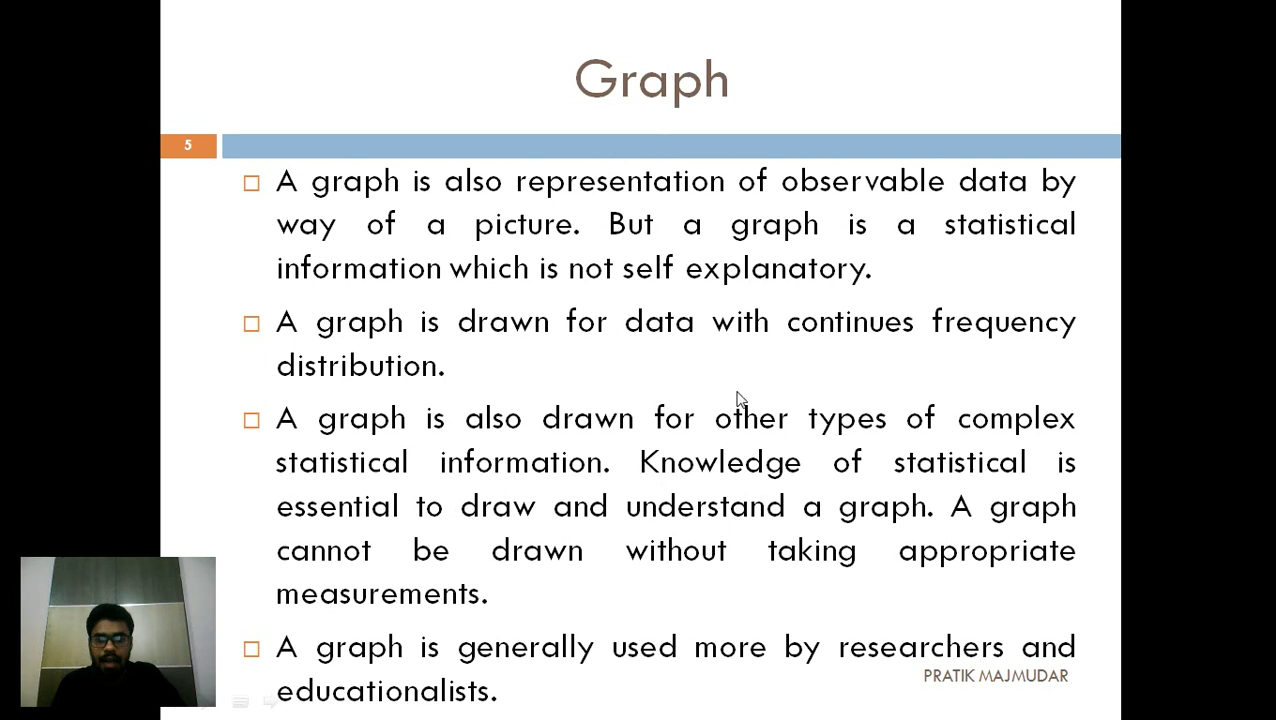 Graph
5
A graph is also representation of observable data by
way of a picture. But a graph is a statistical
information which is not self explanatory.
A graph is drawn for data with continues frequency
distribution.
A graph is also drawn for other types of complex
statistical information. Knowledge of statistical is
essential to draw and understand a graph. A graph
cannot be drawn without taking appropriate
measurements.
A graph is generally used more by researchers and
educationalists.
PRATIK MAJMUDAR